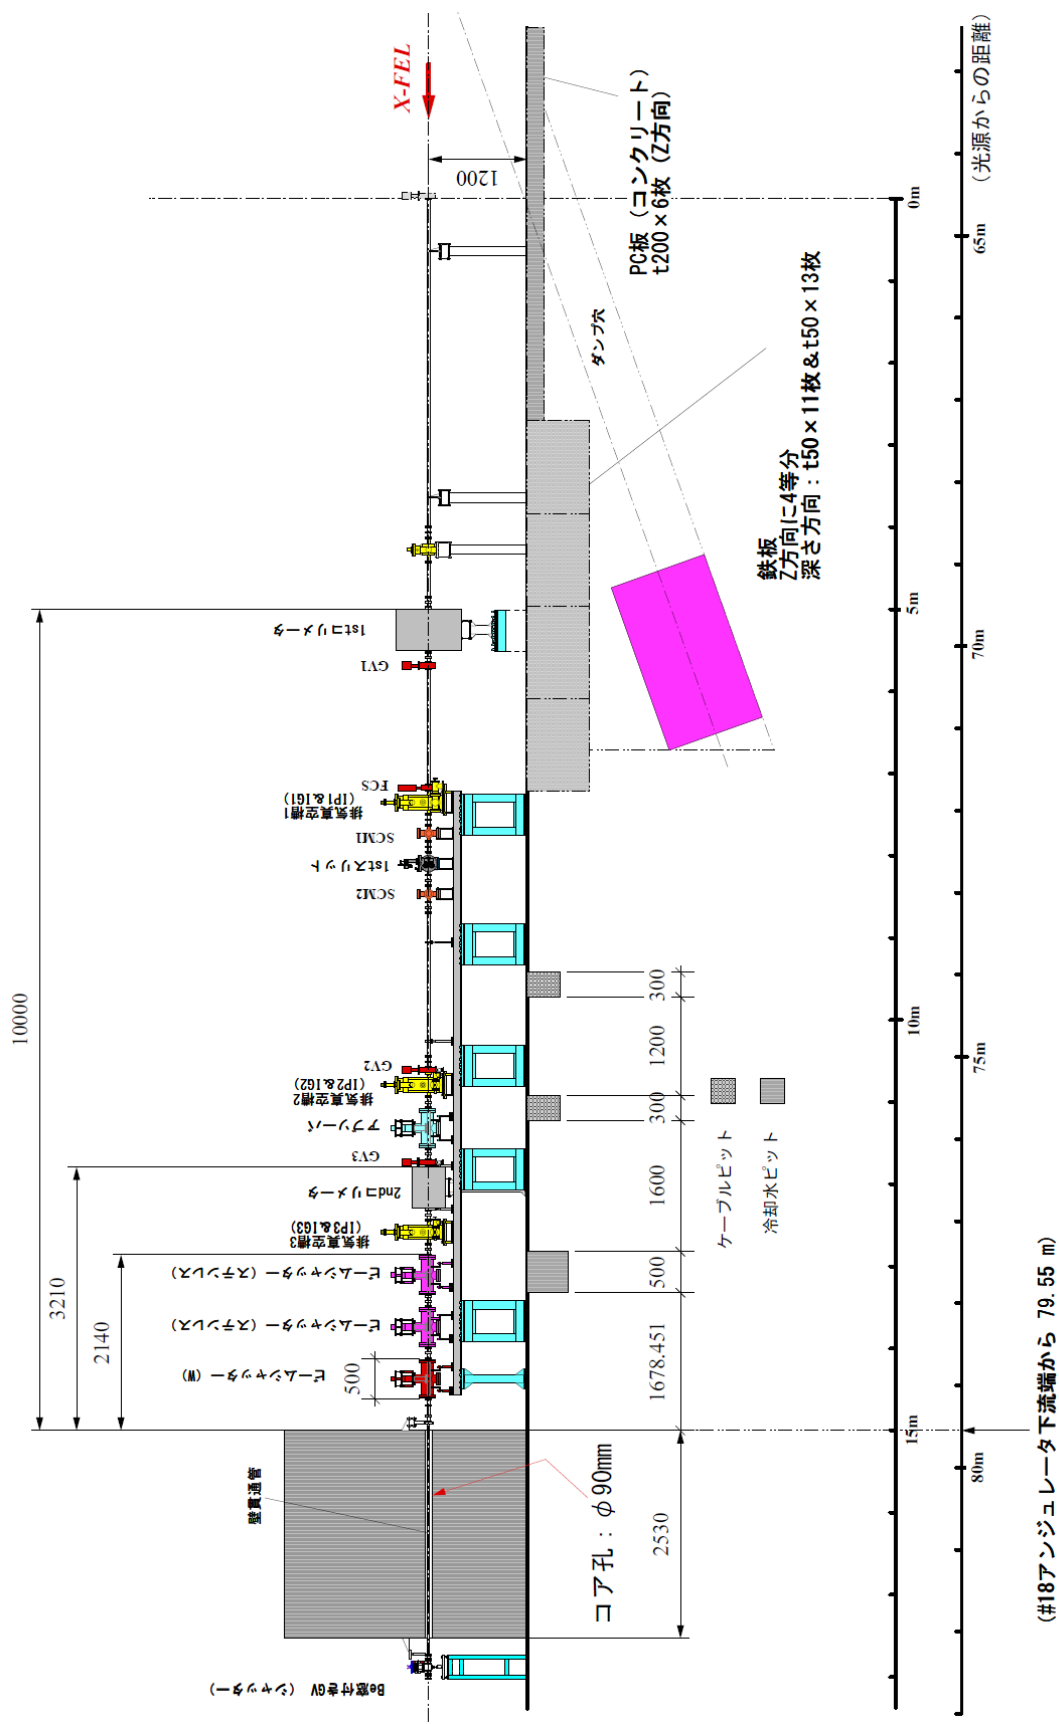 X-FEL
1200
PC板（コンクリート）
t200×6枚（Z方向）
ダンプ穴
鉄板
Z方向に4等分
深さ方向：t50×11枚&t50×13枚
（光源からの距離）
0m
5m
10m
15m
65m
70m
75m
80m
(#18アンジュレータ下流端から 79.55 m)
10000
3210
2140
500
1stコリメータ
GV1
FCS
排気真空槽1
(IP1&IG1)
SCM1
1stスリット
SCM2
GV2
排気真空槽2
(IP2&IG2)
アブソーバ
GV3
2ndコリメータ
排気真空槽3
(IP3&IG3)
ビームシャッター（ステンレス）
ビームシャッター（ステンレス）
ビームシャッター（W）
壁貫通管
コア孔：φ90mm
Be窓付きGV（シャッター）
300
1200
300
1600
500
1678.451
2530
ケーブルピット
冷却水ピット